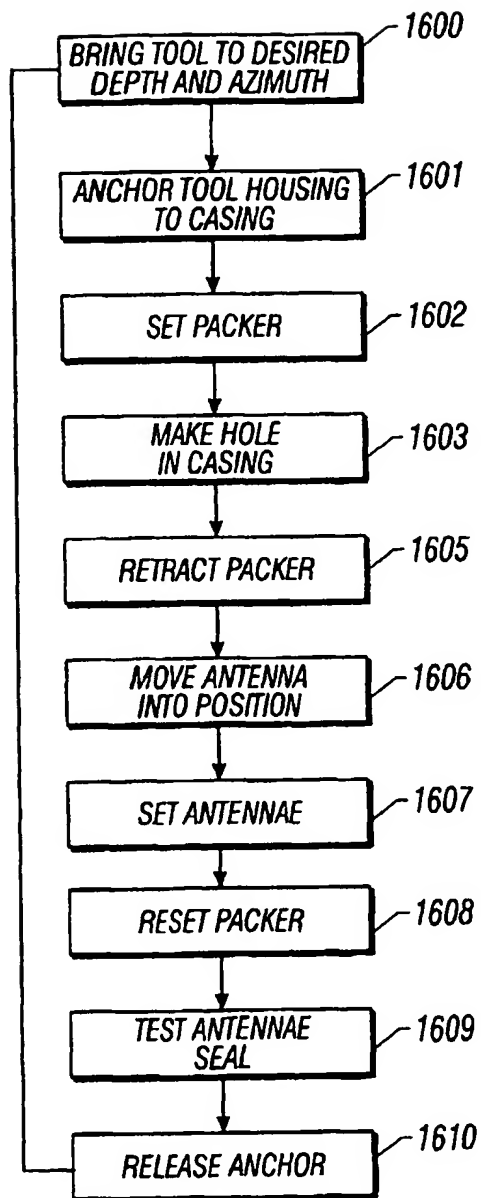 1600
BRING TOOL TO DESIRED
DEPTH AND AZIMUTH
1601
ANCHOR TOOL HOUSING
TO CASING
1602
SET PACKER
1603
MAKE HOLE
IN CASING
1605
RETRACT PACKER
1606
MOVE ANTENNA
INTO POSITION
1607
SET ANTENNAE
1608
RESET PACKER
1609
TEST ANTENNAE
SEAL
1610
RELEASE ANCHOR